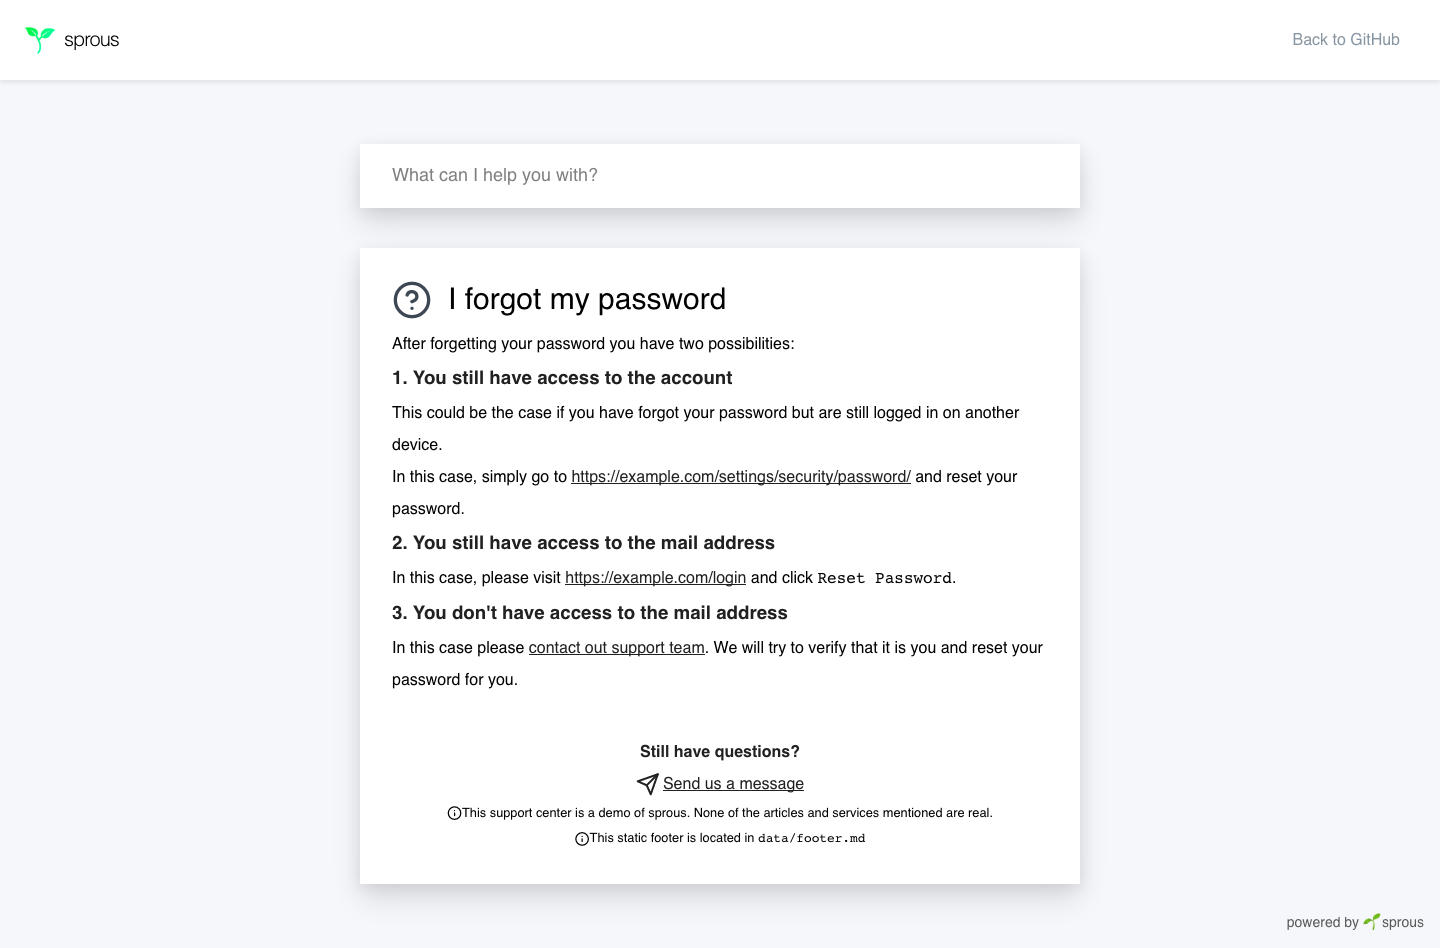 sprous
Back to GitHub
What can I help you with?
I forgot my password
After forgetting your password you have two possibilities:
1. You still have access to the account
This could be the case if you have forgot your password but are still logged in on another
device.
In this case, simply go to https://example.com/settings/security/password/ and reset your
password.
2. You still have access to the mail address
In this case, please visit https://example.com/login and click Reset Password.
3. You don't have access to the mail address
In this case please contact out support team. We will try to verify that it is you and reset your
password for you.
Still have questions?
Send us a message
This support center is a demo of sprous. None of the articles and services mentioned are real.
This static footer is located in data/footer.md
powered by sprous